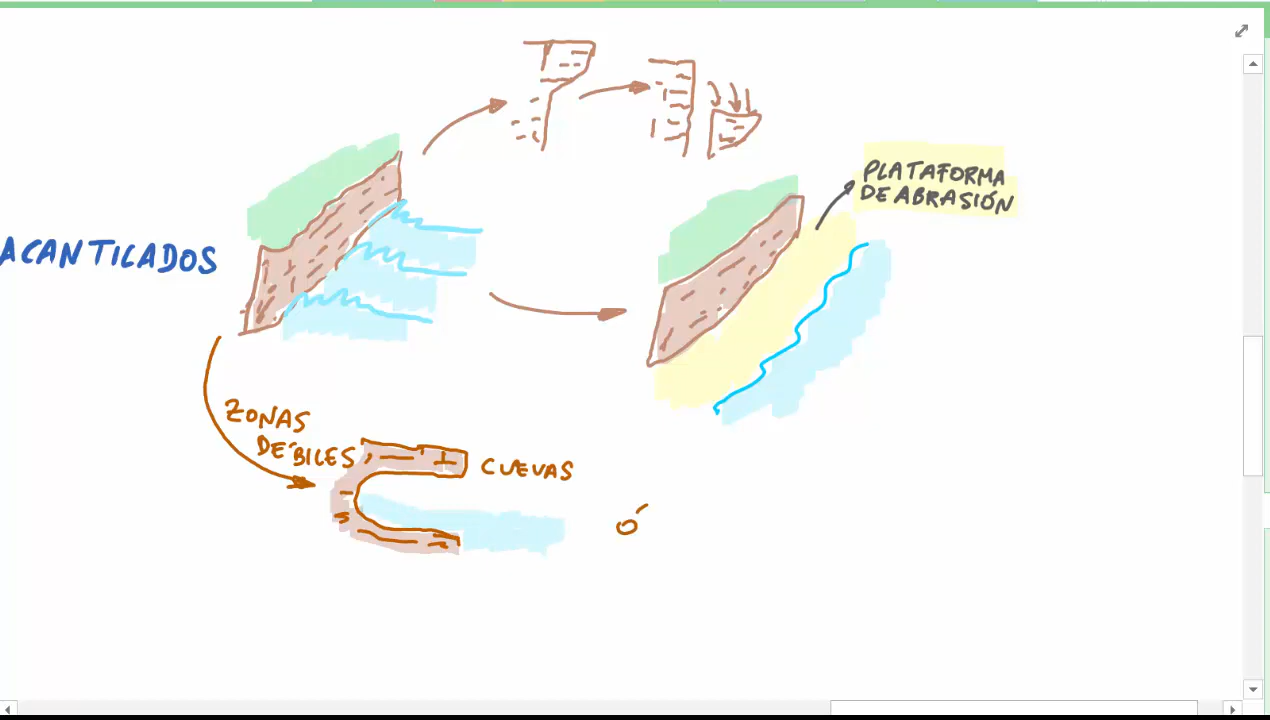 PLATAFORMA
DE ABRASIÓN
ACANTILADOS
ZONAS
DÉBILES
CUEVAS
Ó